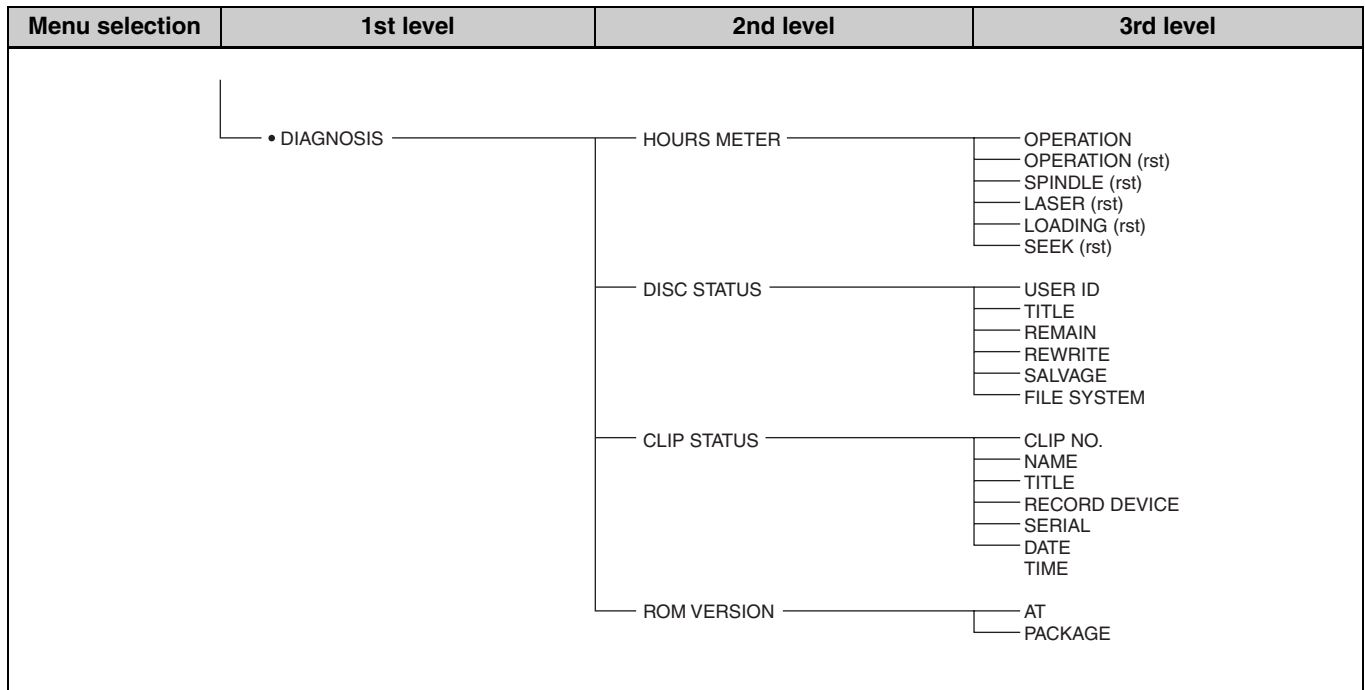 Menu selection 1st level 2nd level 3rd level
• DIAGNOSIS HOURS METER OPERATION
OPERATION (rst)
SPINDLE (rst)
LASER (rst)
LOADING (rst)
SEEK (rst)
DISC STATUS USER ID
TITLE
REMAIN
REWRITE
SALVAGE
FILE SYSTEM
CLIP STATUS CLIP NO.
NAME
TITLE
RECORD DEVICE
SERIAL
DATE
TIME
ROM VERSION AT
PACKAGE